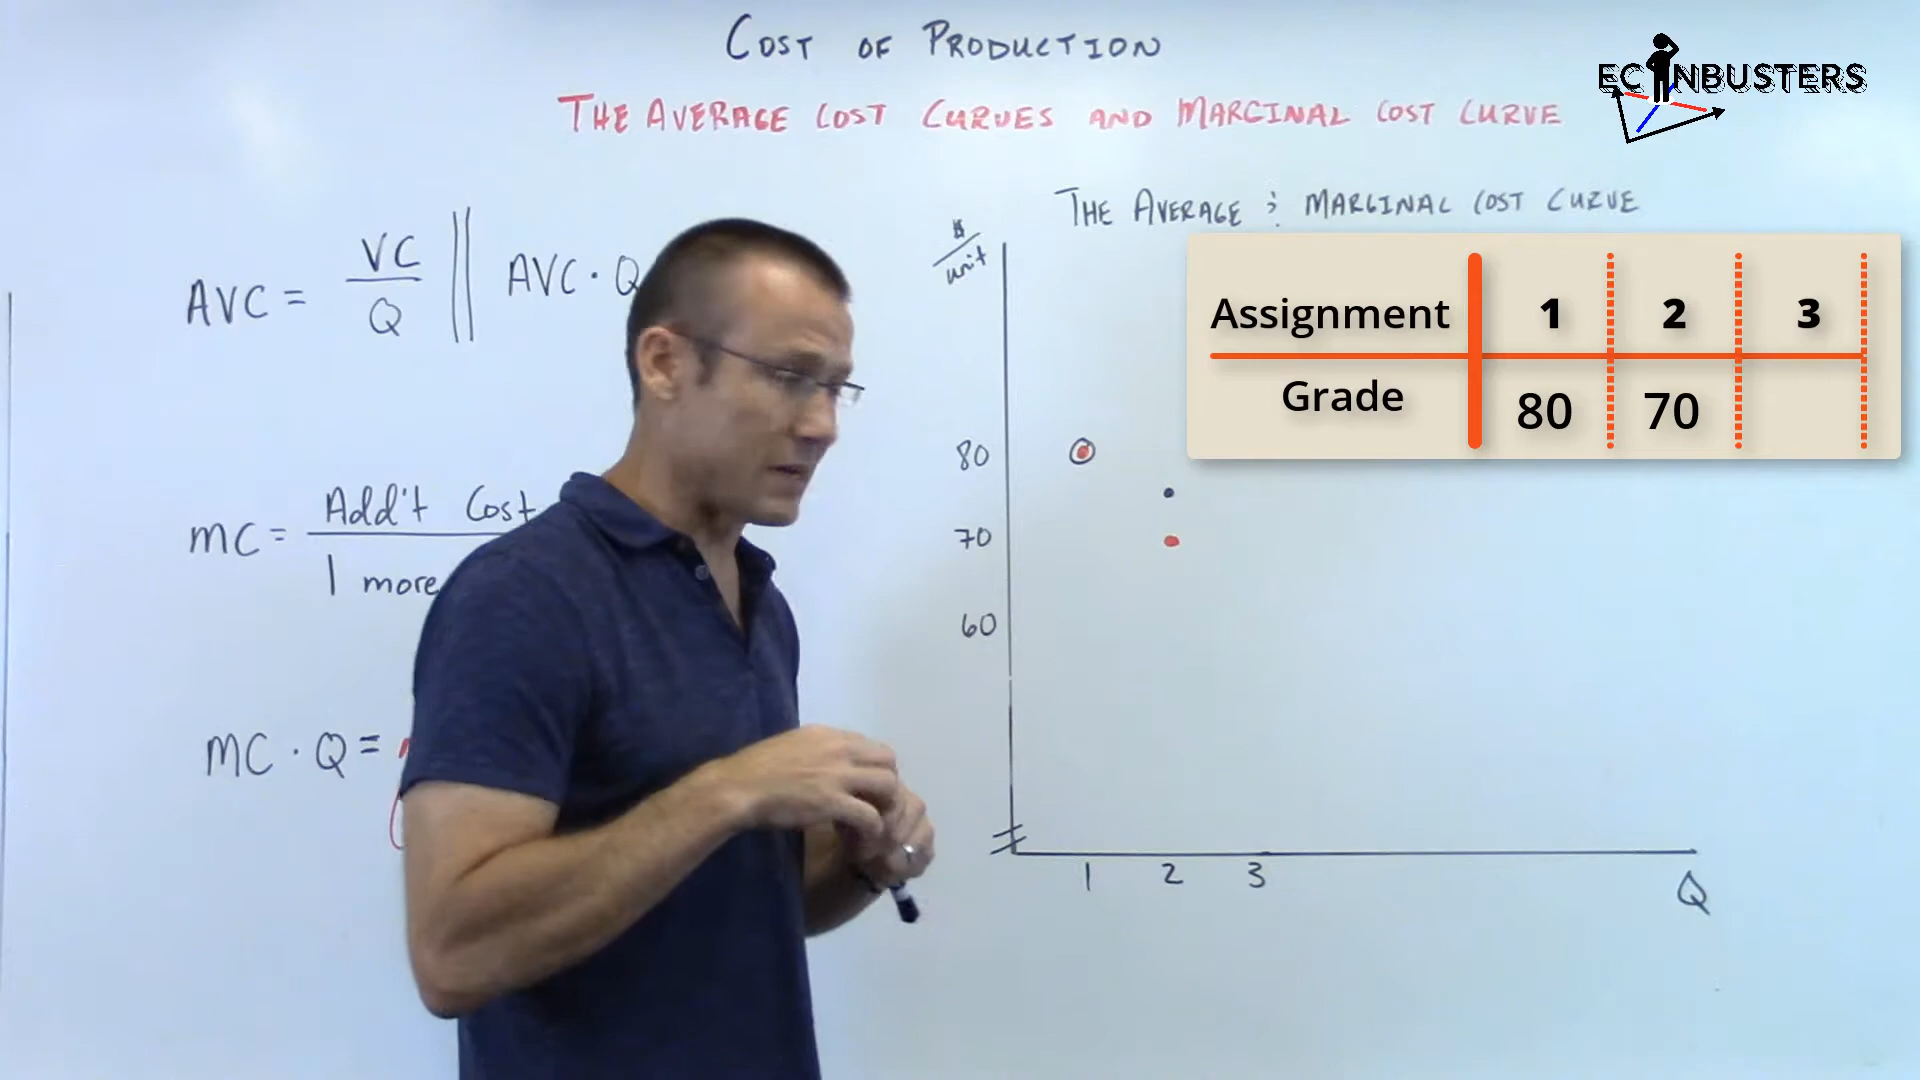 COST OF PRODUCTION
THE AVERAGE COST CURVES AND MARGINAL COST CURVE
EC NBUSTERS
THE AVERAGE & MARGINAL COST CURVE
$/unit
Assignment 1 2 3
Grade 80 70
AVC = VC/Q || AVC · Q
80
70
60
MC = Add't Cost
1 more
MC · Q =
1 2 3
Q